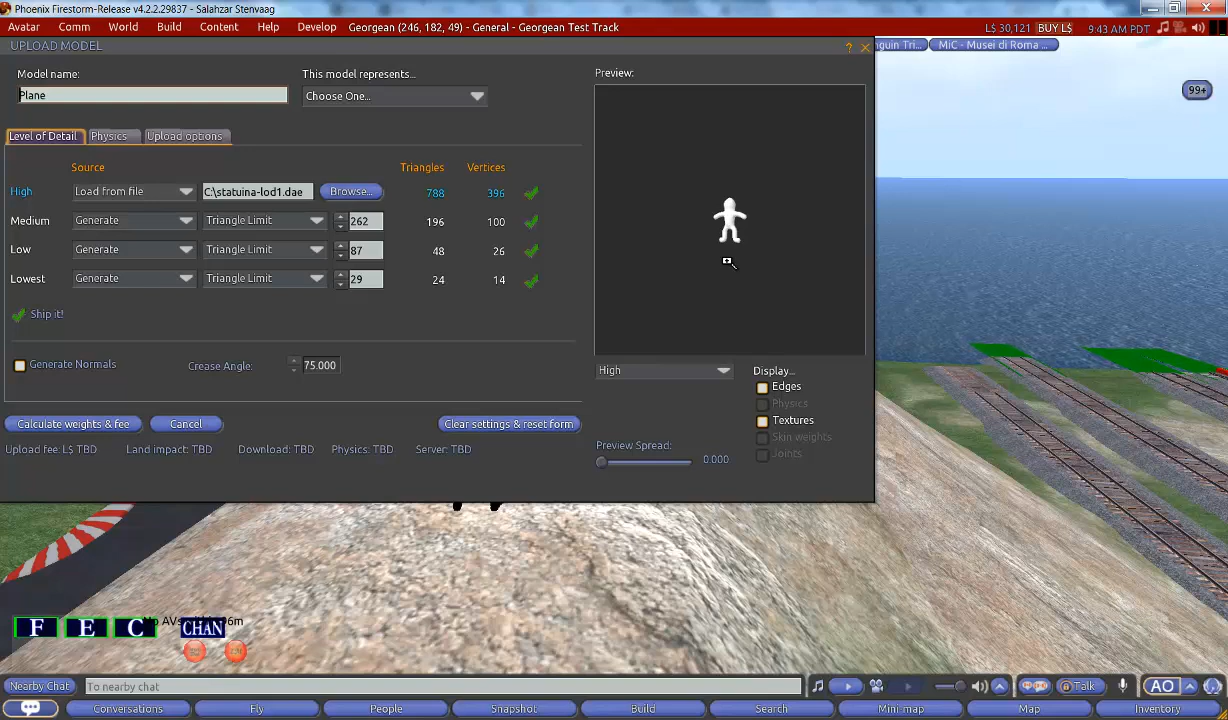 Phoenix Firestorm-Release v4.2.2.29837 - Salahzar Stenvaag
Avatar Comm World Build Content Help Develop Georgean (246, 182, 49) - General - Georgean Test Track L$ 30,121 BUY L$ 9:43 AM PDT
UPLOAD MODEL ?
nguin Tri... MiC - Musei di Roma ...
Model name: This model represents... Preview:
Plane Choose One... 99+
Level of Detail Physics Upload options
Source Triangles Vertices
High Load from file C:\statuina-lod1.dae Browse... 788 396
Medium Generate Triangle Limit 262 196 100
Low Generate Triangle Limit 87 48 26
Lowest Generate Triangle Limit 29 24 14
Ship it!
Generate Normals Crease Angle: 75.000
High Display...
Edges
Physics
Textures
Skin weights
Joints
Calculate weights & fee Cancel Clear settings & reset form
Upload fee: L$ TBD Land impact: TBD Download: TBD Physics: TBD Server: TBD
Preview Spread: 0.000
F E C CHAN
Nearby Chat To nearby chat Talk AO
Conversations Fly People Snapshot Build Search Mini-map Map Inventory